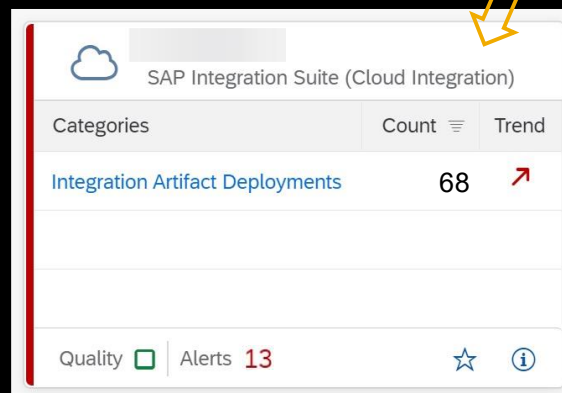 SAP Integration Suite (Cloud Integration)
Categories Count Trend
Integration Artifact Deployments 68
Quality Alerts 13